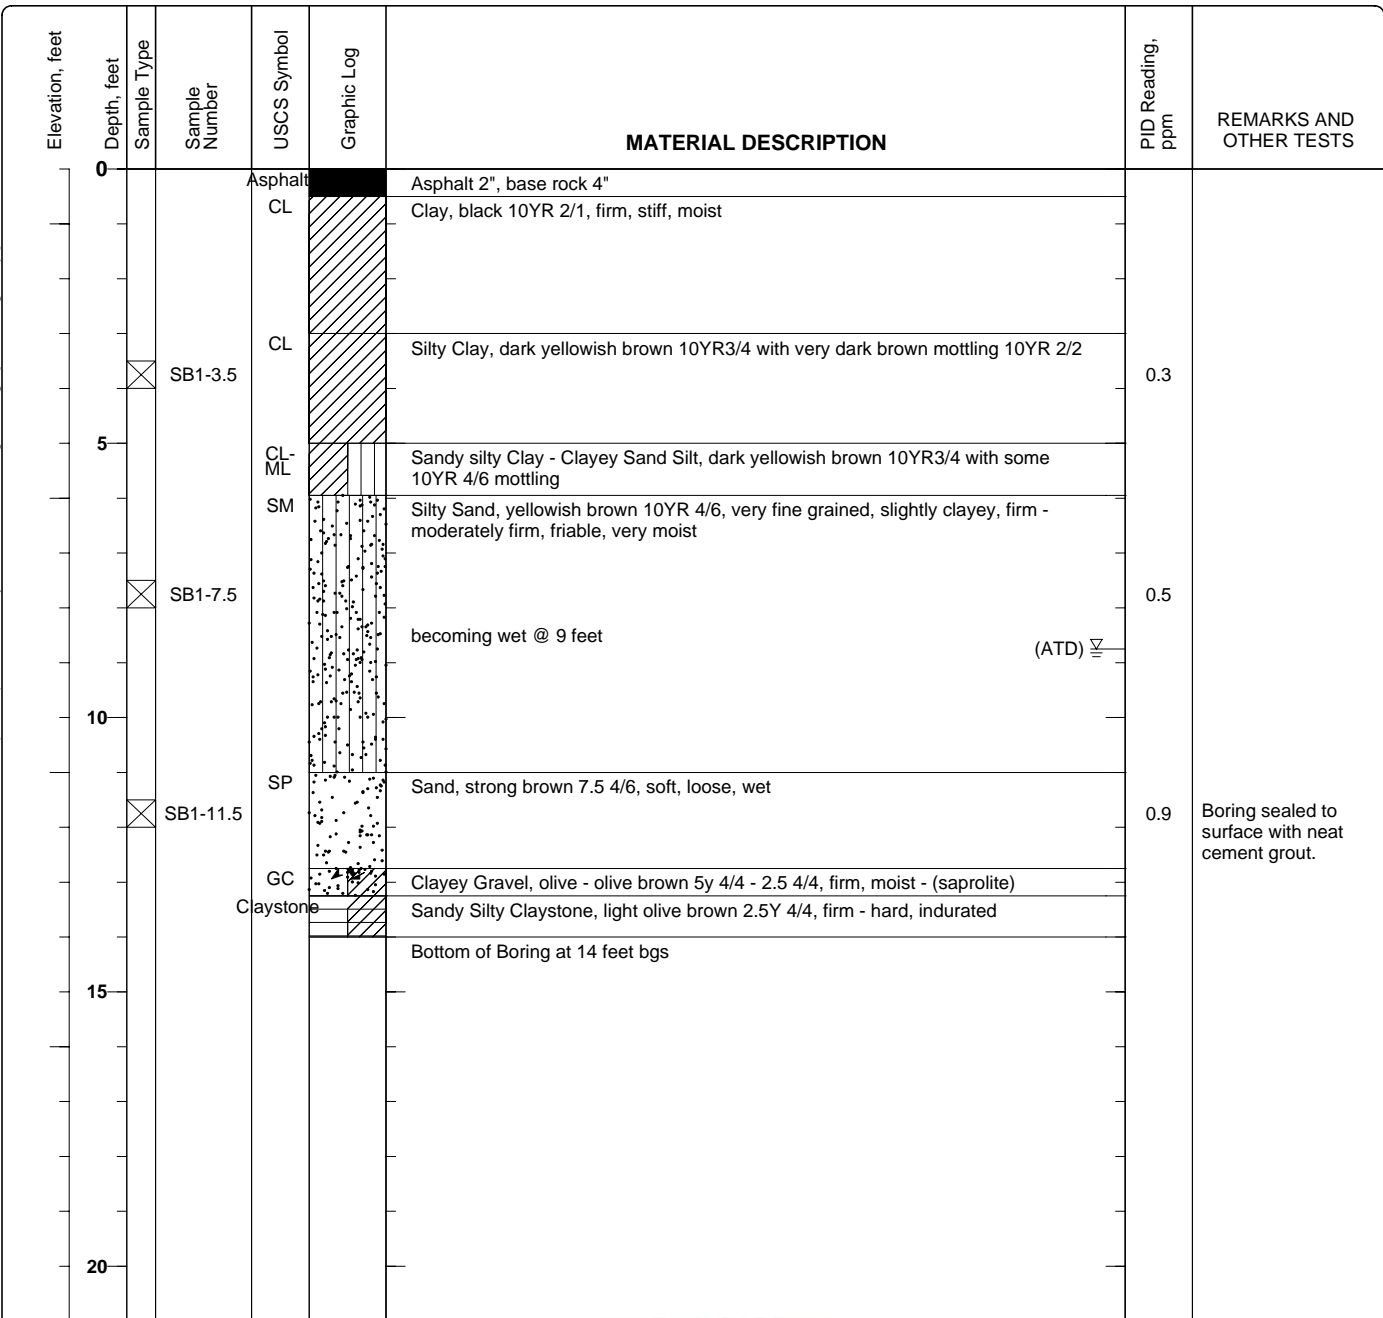 Elevation, feet
Depth, feet
Sample Type
Sample
Number
USCS Symbol
Graphic Log
MATERIAL DESCRIPTION
PID Reading,
ppm
REMARKS AND
OTHER TESTS
0
Asphalt
Asphalt 2", base rock 4"
CL
Clay, black 10YR 2/1, firm, stiff, moist
CL
Silty Clay, dark yellowish brown 10YR3/4 with very dark brown mottling 10YR 2/2
SB1-3.5
0.3
5
CL-
ML
Sandy silty Clay - Clayey Sand Silt, dark yellowish brown 10YR3/4 with some
10YR 4/6 mottling
SM
Silty Sand, yellowish brown 10YR 4/6, very fine grained, slightly clayey, firm -
moderately firm, friable, very moist
SB1-7.5
0.5
becoming wet @ 9 feet
(ATD)
10
SP
Sand, strong brown 7.5 4/6, soft, loose, wet
SB1-11.5
0.9
Boring sealed to
surface with neat
cement grout.
GC
Clayey Gravel, olive - olive brown 5y 4/4 - 2.5 4/4, firm, moist - (saprolite)
Claystone
Sandy Silty Claystone, light olive brown 2.5Y 4/4, firm - hard, indurated
Bottom of Boring at 14 feet bgs
15
20